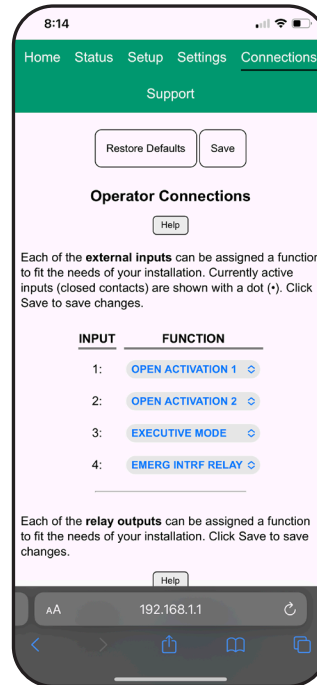 8:14
Home Status Setup Settings Connections
Support
Restore Defaults Save
Operator Connections
Help
Each of the external inputs can be assigned a function
to fit the needs of your installation. Currently active
inputs (closed contacts) are shown with a dot (•). Click
Save to save changes.
INPUT FUNCTION
1: OPEN ACTIVATION 1
2: OPEN ACTIVATION 2
3: EXECUTIVE MODE
4: EMERG INTRF RELAY
Each of the relay outputs can be assigned a function
to fit the needs of your installation. Click Save to save
changes.
Help
AA 192.168.1.1